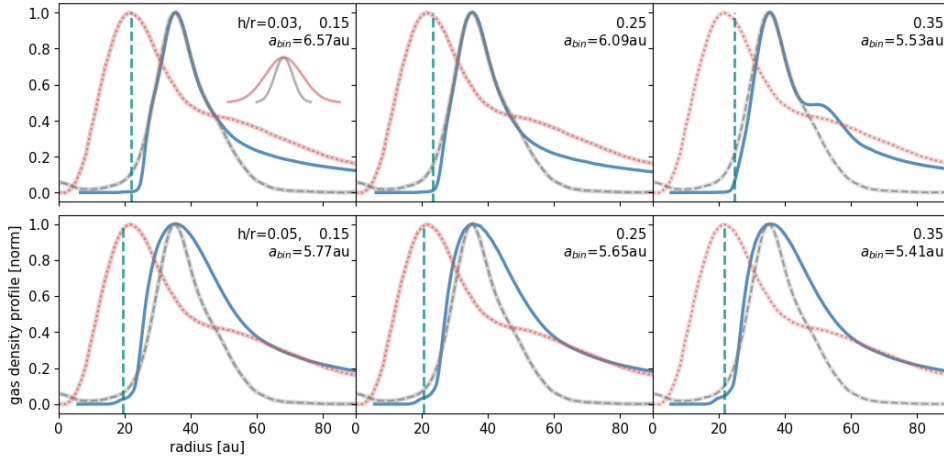 h/r=0.03, 0.15
a_bin=6.57au
0.25
a_bin=6.09au
0.35
a_bin=5.53au
1.0
0.8
0.6
0.4
0.2
0.0
h/r=0.05, 0.15
a_bin=5.77au
0.25
a_bin=5.65au
0.35
a_bin=5.41au
1.0
0.8
0.6
0.4
0.2
0.0
gas density profile [norm]
0 20 40 60 80 0 20 40 60 80 0 20 40 60 80
radius [au]